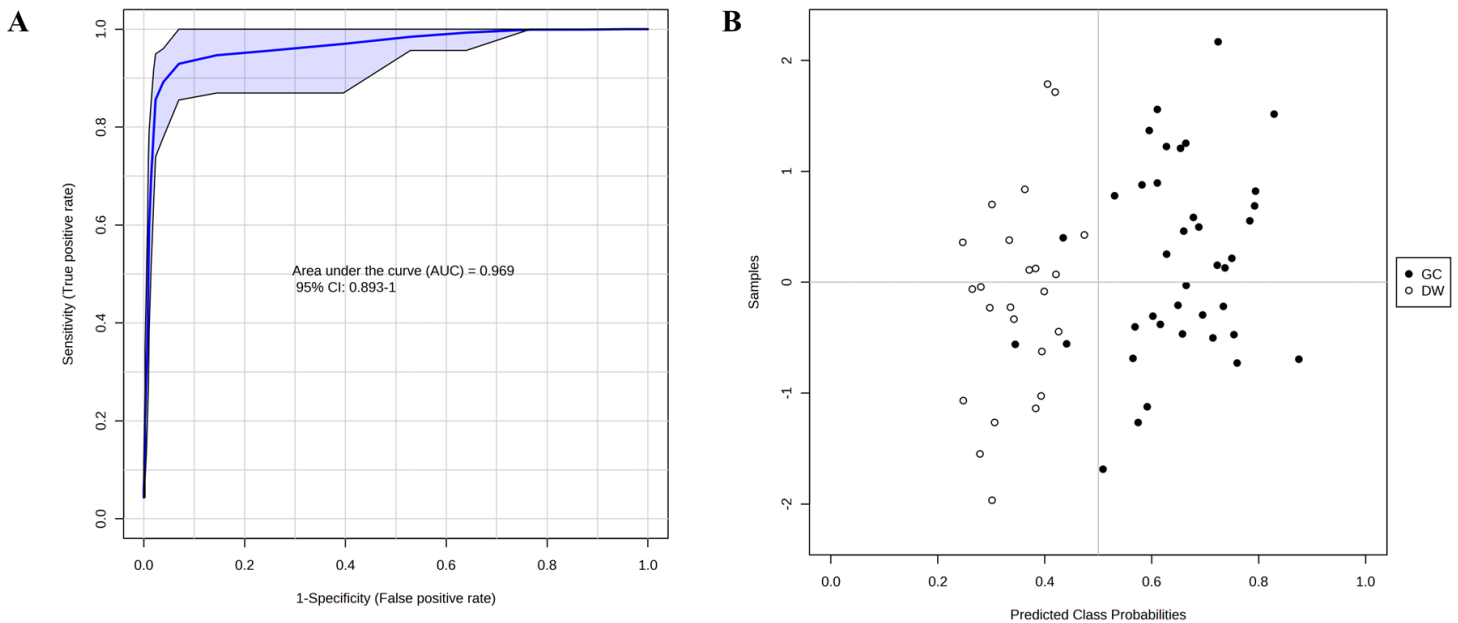 A
1.0
0.8
0.6
0.4
0.2
0.0
Sensitivity (True positive rate)
Area under the curve (AUC) = 0.969
95% CI: 0.893-1
0.0 0.2 0.4 0.6 0.8 1.0
1-Specificity (False positive rate)
B
2
1
0
-1
-2
Samples
GC
DW
0.0 0.2 0.4 0.6 0.8 1.0
Predicted Class Probabilities